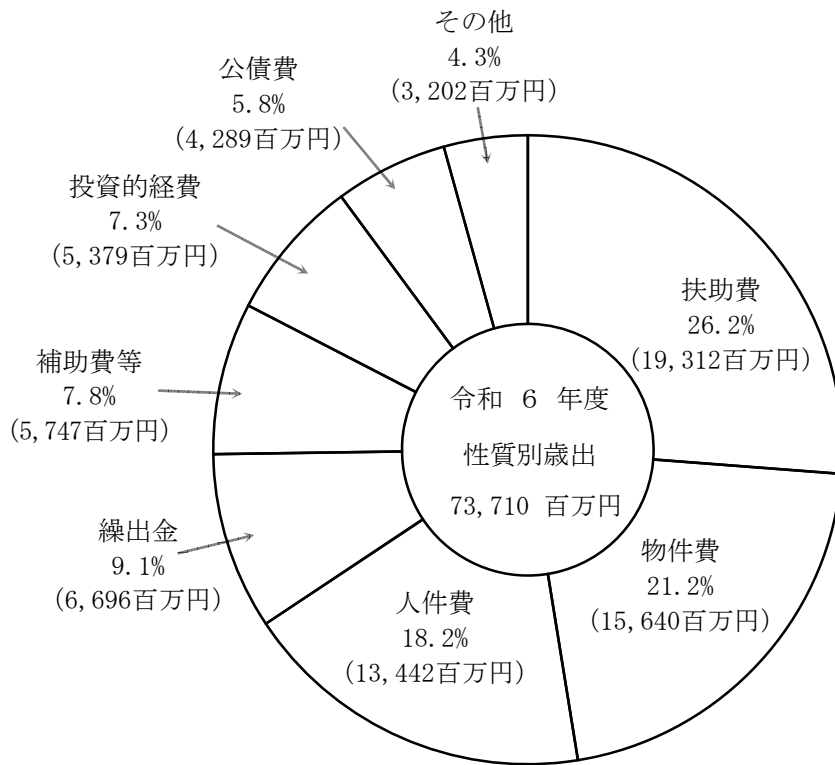 その他
4.3%
(3,202百万円)
公債費
5.8%
(4,289百万円)
投資的経費
7.3%
(5,379百万円)
補助費等
7.8%
(5,747百万円)
繰出金
9.1%
(6,696百万円)
人件費
18.2%
(13,442百万円)
物件費
21.2%
(15,640百万円)
扶助費
26.2%
(19,312百万円)
令和 6 年度
性質別歳出
73,710 百万円